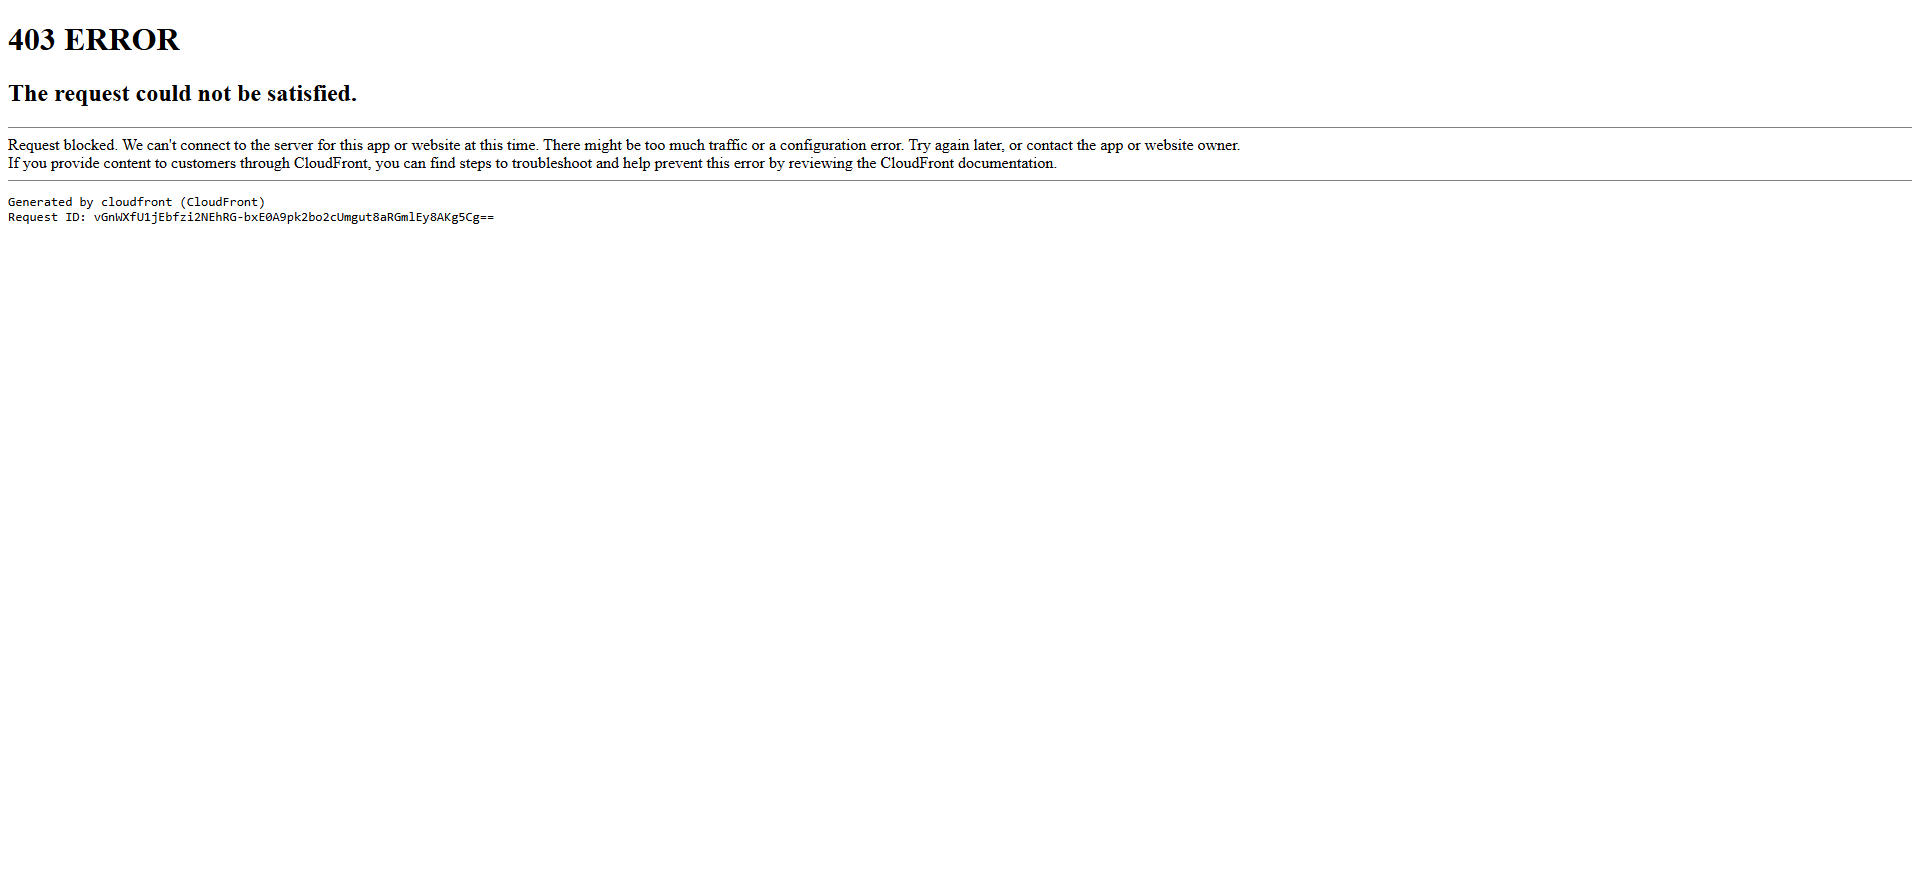 403 ERROR
The request could not be satisfied.
Request blocked. We can't connect to the server for this app or website at this time. There might be too much traffic or a configuration error. Try again later, or contact the app or website owner.
If you provide content to customers through CloudFront, you can find steps to troubleshoot and help prevent this error by reviewing the CloudFront documentation.
Generated by cloudfront (CloudFront)
Request ID: vGnWXfU1jEbfzi2NEhRG-bxE0A9pk2bo2cUmgut8aRGmlEy8AKg5Cg==